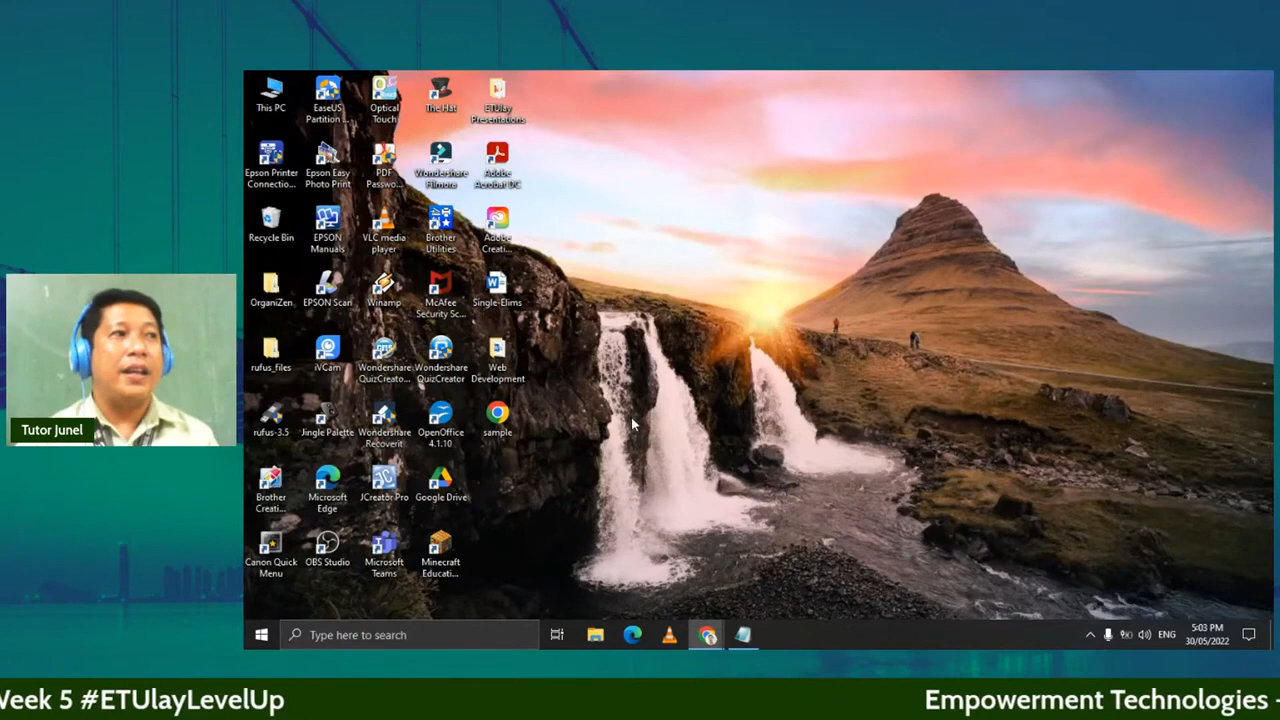 This PC
EaseUS
Partition ...
Optical
Touch
The Hat
ETUlay
Presentations
Epson Printer
Connectio...
Epson Easy
Photo Print
PDF
Passwo...
Wondershare
Filmora
Adobe
Acrobat DC
Recycle Bin
EPSON
Manuals
VLC media
player
Brother
Utilities
Adobe
Creati...
OrganiZen
EPSON Scan
Winamp
McAfee
Security Sc...
Single-Elims
rufus_files
iVCam
Wondershare
QuizCreato...
Wondershare
QuizCreator
Web
Development
rufus-3.5
Jingle Palette
Wondershare
Recoverit
OpenOffice
4.1.10
sample
Brother
Creati...
Microsoft
Edge
JCreator Pro
Google Drive
Canon Quick
Menu
OBS Studio
Microsoft
Teams
Minecraft
Educati...
Tutor Junel
Type here to search
ENG
5:03 PM
30/05/2022
Week 5 #ETUlayLevelUp
Empowerment Technologies -